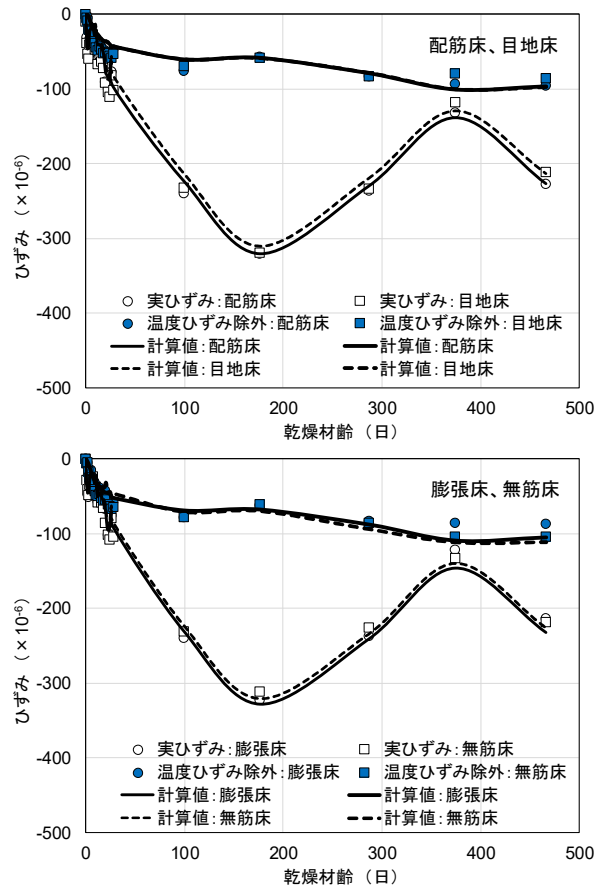 0
-100
-200
-300
-400
-500
ひずみ（×10⁻⁶）
配筋床、目地床
実ひずみ：配筋床
実ひずみ：目地床
温度ひずみ除外：配筋床
温度ひずみ除外：目地床
計算値：配筋床
計算値：配筋床
計算値：目地床
計算値：目地床
0 100 200 300 400 500
乾燥材齢（日）
0
-100
-200
-300
-400
-500
ひずみ（×10⁻⁶）
膨張床、無筋床
実ひずみ：膨張床
実ひずみ：無筋床
温度ひずみ除外：膨張床
温度ひずみ除外：無筋床
計算値：膨張床
計算値：膨張床
計算値：無筋床
計算値：無筋床
0 100 200 300 400 500
乾燥材齢（日）